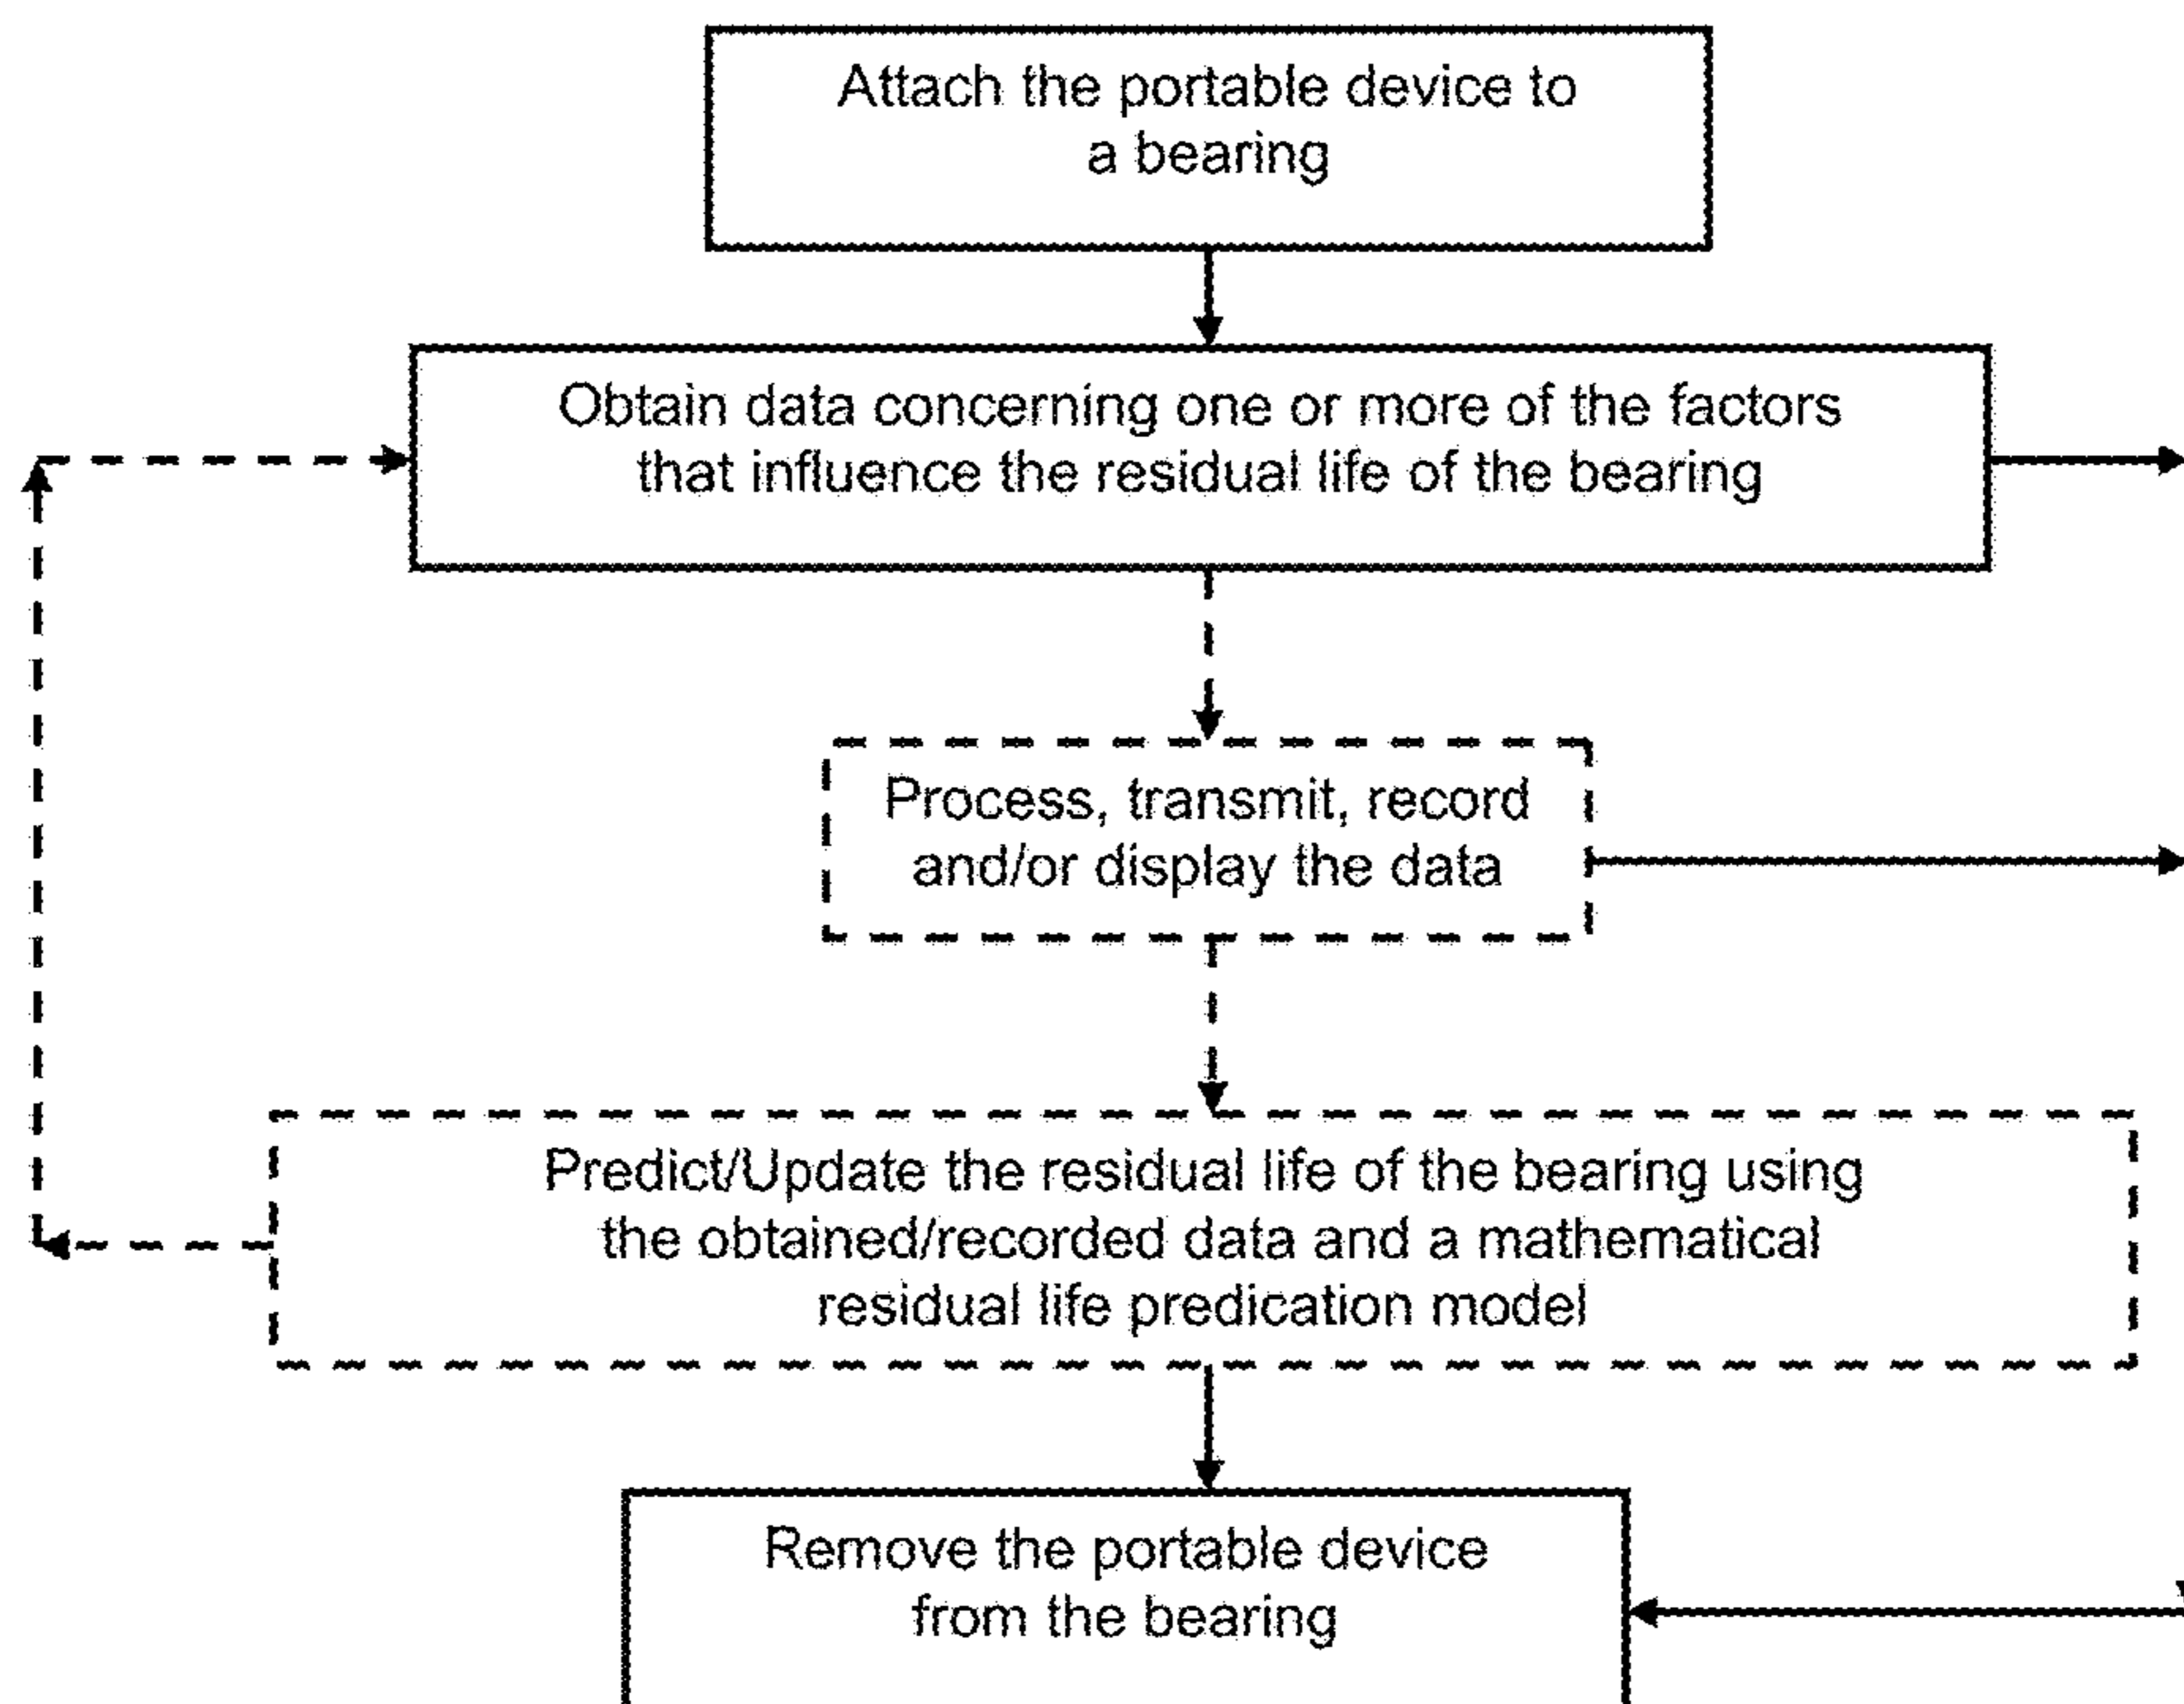 Attach the portable device to
a bearing
Obtain data concerning one or more of the factors
that influence the residual life of the bearing
Process, transmit, record
and/or display the data
Predict/Update the residual life of the bearing using
the obtained/recorded data and a mathematical
residual life predication model
Remove the portable device
from the bearing